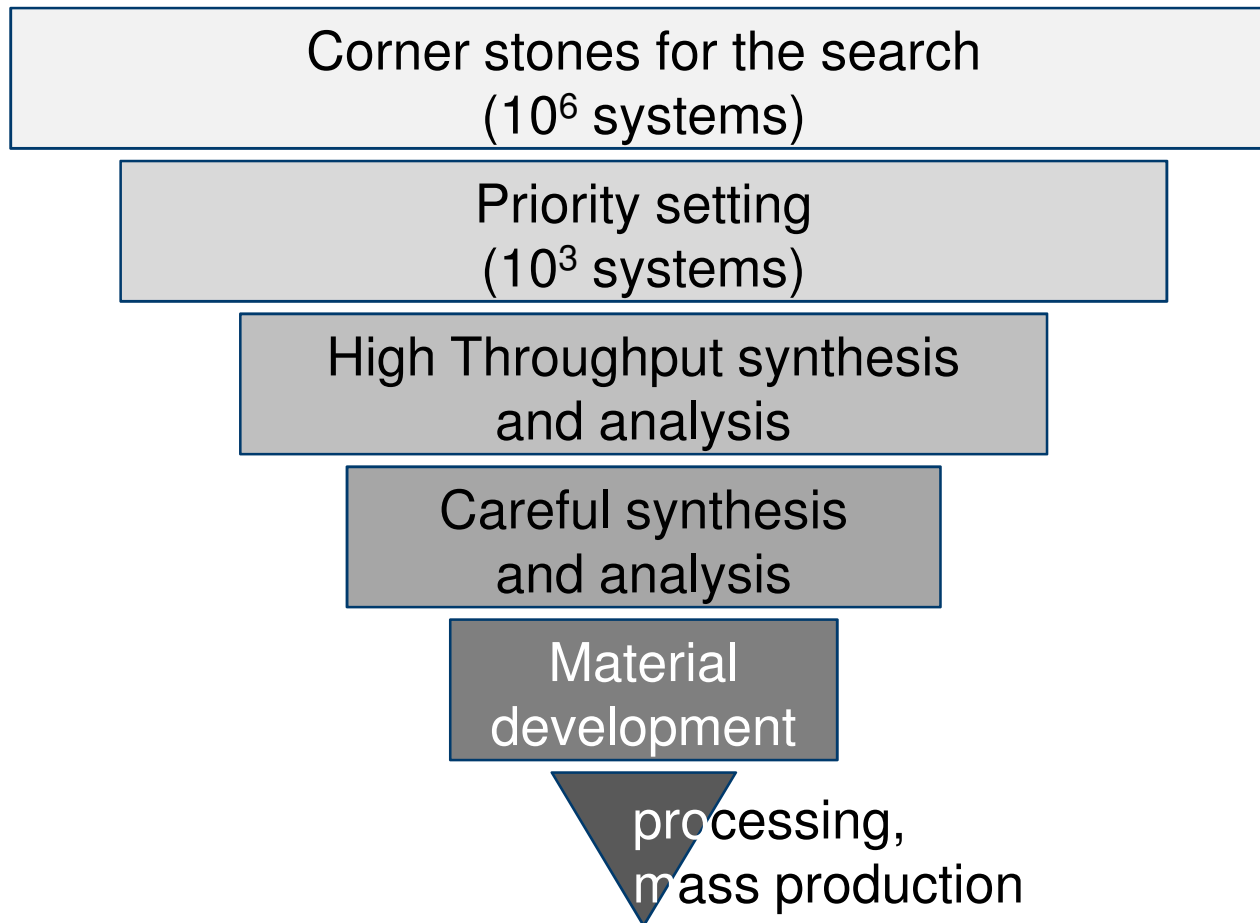 Corner stones for the search
(10⁶ systems)
Priority setting
(10³ systems)
High Throughput synthesis
and analysis
Careful synthesis
and analysis
Material
development
processing,
mass production